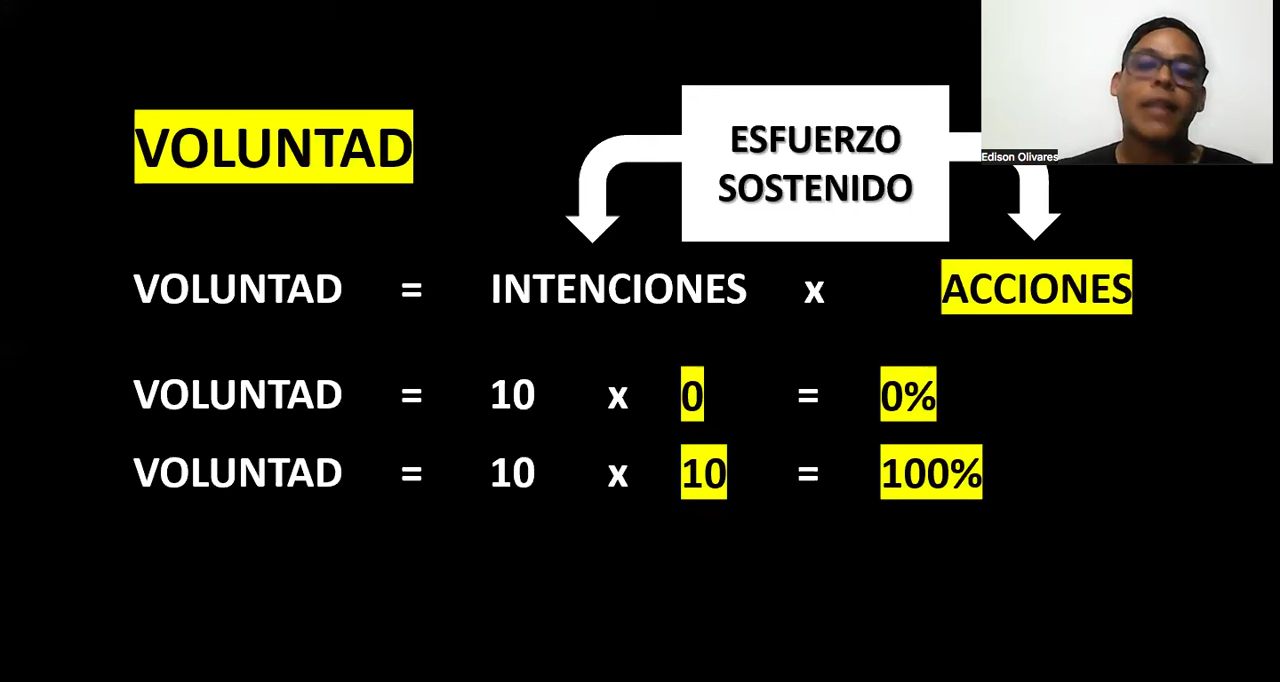 VOLUNTAD
ESFUERZO
SOSTENIDO
Edison Olivares
VOLUNTAD = INTENCIONES x ACCIONES
VOLUNTAD = 10 x 0 = 0%
VOLUNTAD = 10 x 10 = 100%